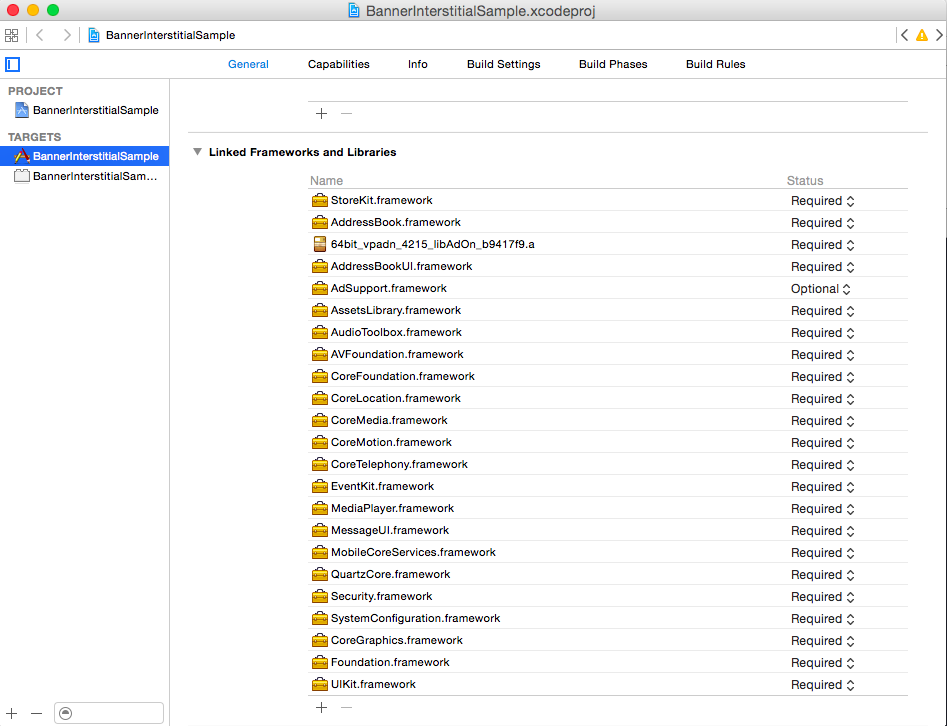 BannerInterstitialSample.xcodeproj
BannerInterstitialSample
General Capabilities Info Build Settings Build Phases Build Rules
PROJECT
BannerInterstitialSample
TARGETS
BannerInterstitialSample
BannerInterstitialSam...
Linked Frameworks and Libraries
Name Status
StoreKit.framework Required
AddressBook.framework Required
64bit_vpadn_4215_libAdOn_b9417f9.a Required
AddressBookUI.framework Required
AdSupport.framework Optional
AssetsLibrary.framework Required
AudioToolbox.framework Required
AVFoundation.framework Required
CoreFoundation.framework Required
CoreLocation.framework Required
CoreMedia.framework Required
CoreMotion.framework Required
CoreTelephony.framework Required
EventKit.framework Required
MediaPlayer.framework Required
MessageUI.framework Required
MobileCoreServices.framework Required
QuartzCore.framework Required
Security.framework Required
SystemConfiguration.framework Required
CoreGraphics.framework Required
Foundation.framework Required
UIKit.framework Required